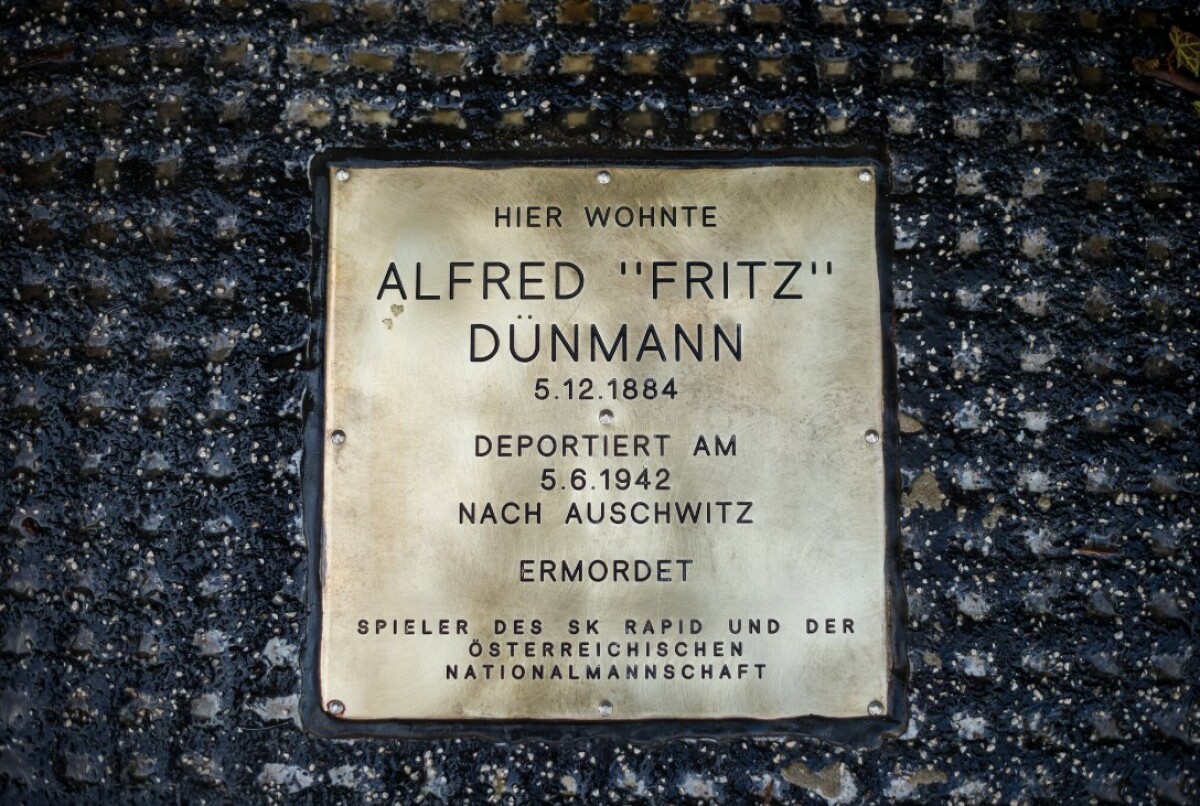 HIER WOHNTE
ALFRED "FRITZ"
DÜNMANN
5.12.1884
DEPORTIERT AM
5.6.1942
NACH AUSCHWITZ
ERMORDET
SPIELER DES SK RAPID UND DER
ÖSTERREICHISCHEN
NATIONALMANNSCHAFT